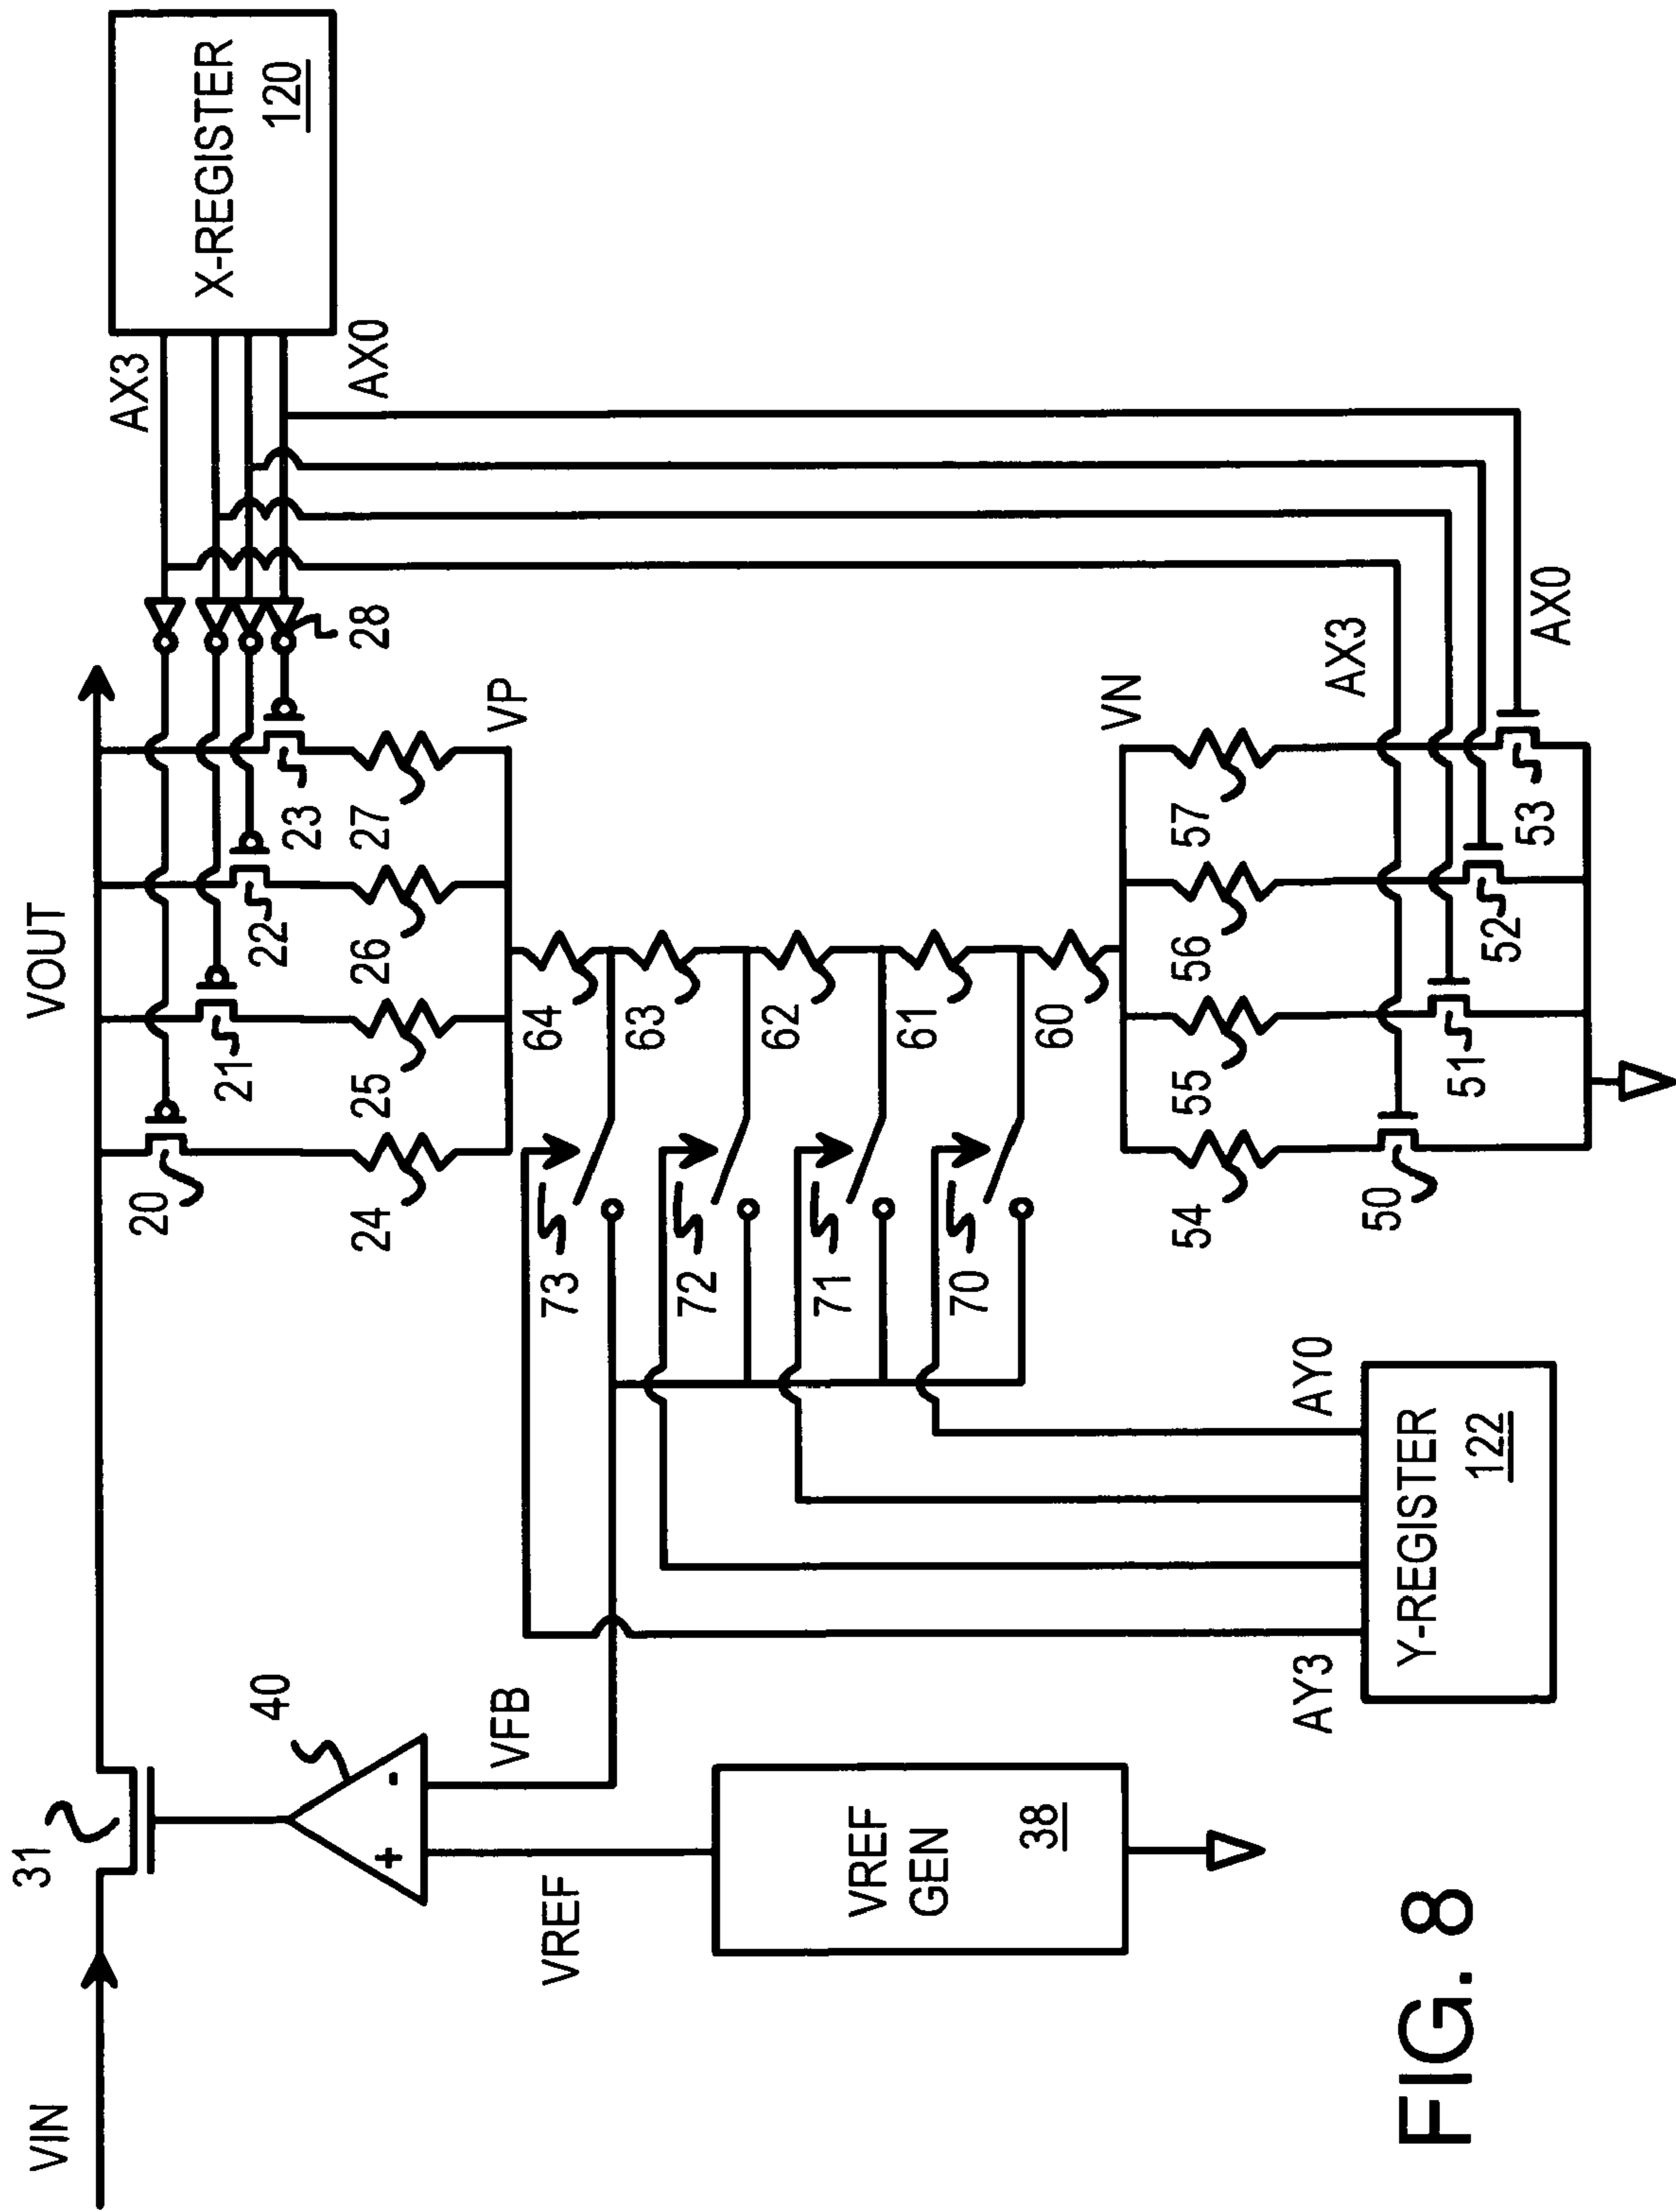 VIN
31
VOUT
X-REGISTER
120
AX3
AX0
20
21
22
23
28
24
25
26
27
VP
40
+
-
VREF
VFB
VREF
GEN
38
64
63
62
61
60
73
72
71
70
AY3
AY0
Y-REGISTER
122
VN
54
55
56
57
50
51
52
53
AX3
AX0
FIG. 8